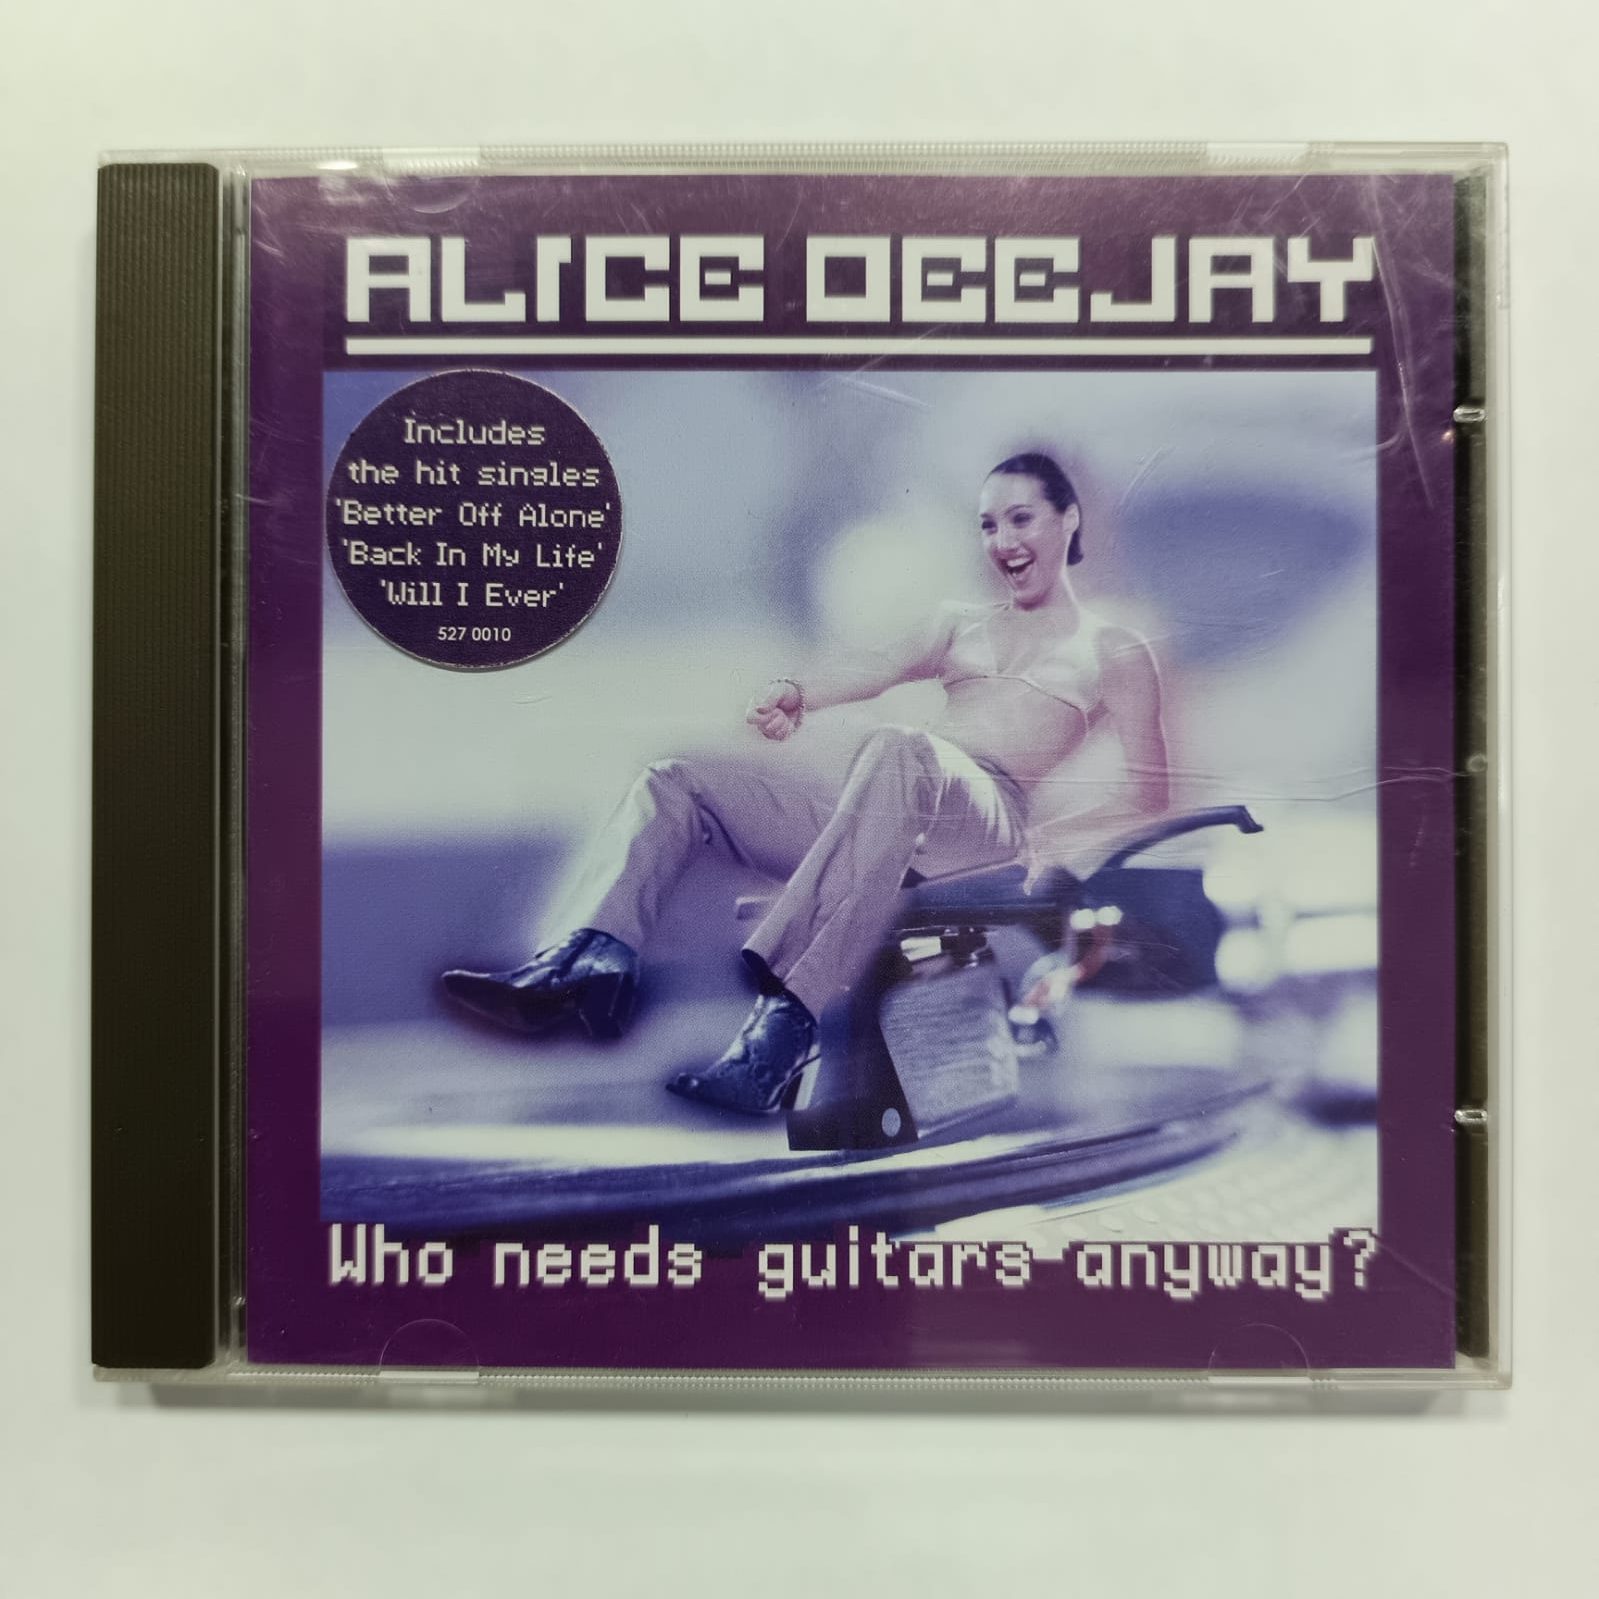 ALICE DEEJAY
Includes
the hit singles
'Better Off Alone'
'Back In My Life'
'Will I Ever'
527 0010
Who needs guitars anyway?